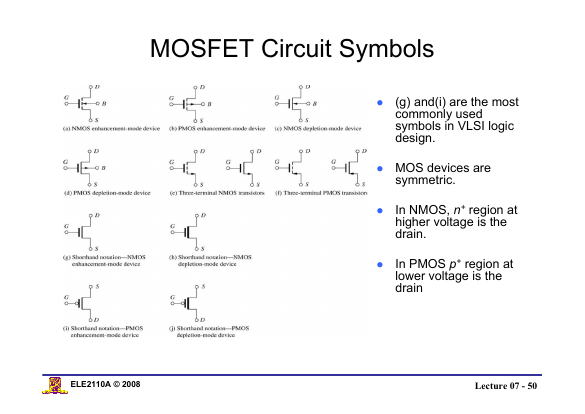 MOSFET Circuit Symbols
D
G
B
S
(a) NMOS enhancement-mode device
D
G
B
S
(b) PMOS enhancement-mode device
D
G
B
S
(c) NMOS depletion-mode device
D
G
B
S
(d) PMOS depletion-mode device
D
D
G
G
S
S
(e) Three-terminal NMOS transistors
D
D
G
G
S
S
(f) Three-terminal PMOS transistors
D
G
S
(g) Shorthand notation—NMOS
enhancement-mode device
D
G
S
(h) Shorthand notation—NMOS
depletion-mode device
S
G
D
(i) Shorthand notation—PMOS
enhancement-mode device
S
G
D
(j) Shorthand notation—PMOS
depletion-mode device
• (g) and(i) are the most
commonly used
symbols in VLSI logic
design.
• MOS devices are
symmetric.
• In NMOS, n+ region at
higher voltage is the
drain.
• In PMOS p+ region at
lower voltage is the
drain
ELE2110A © 2008
Lecture 07 - 50